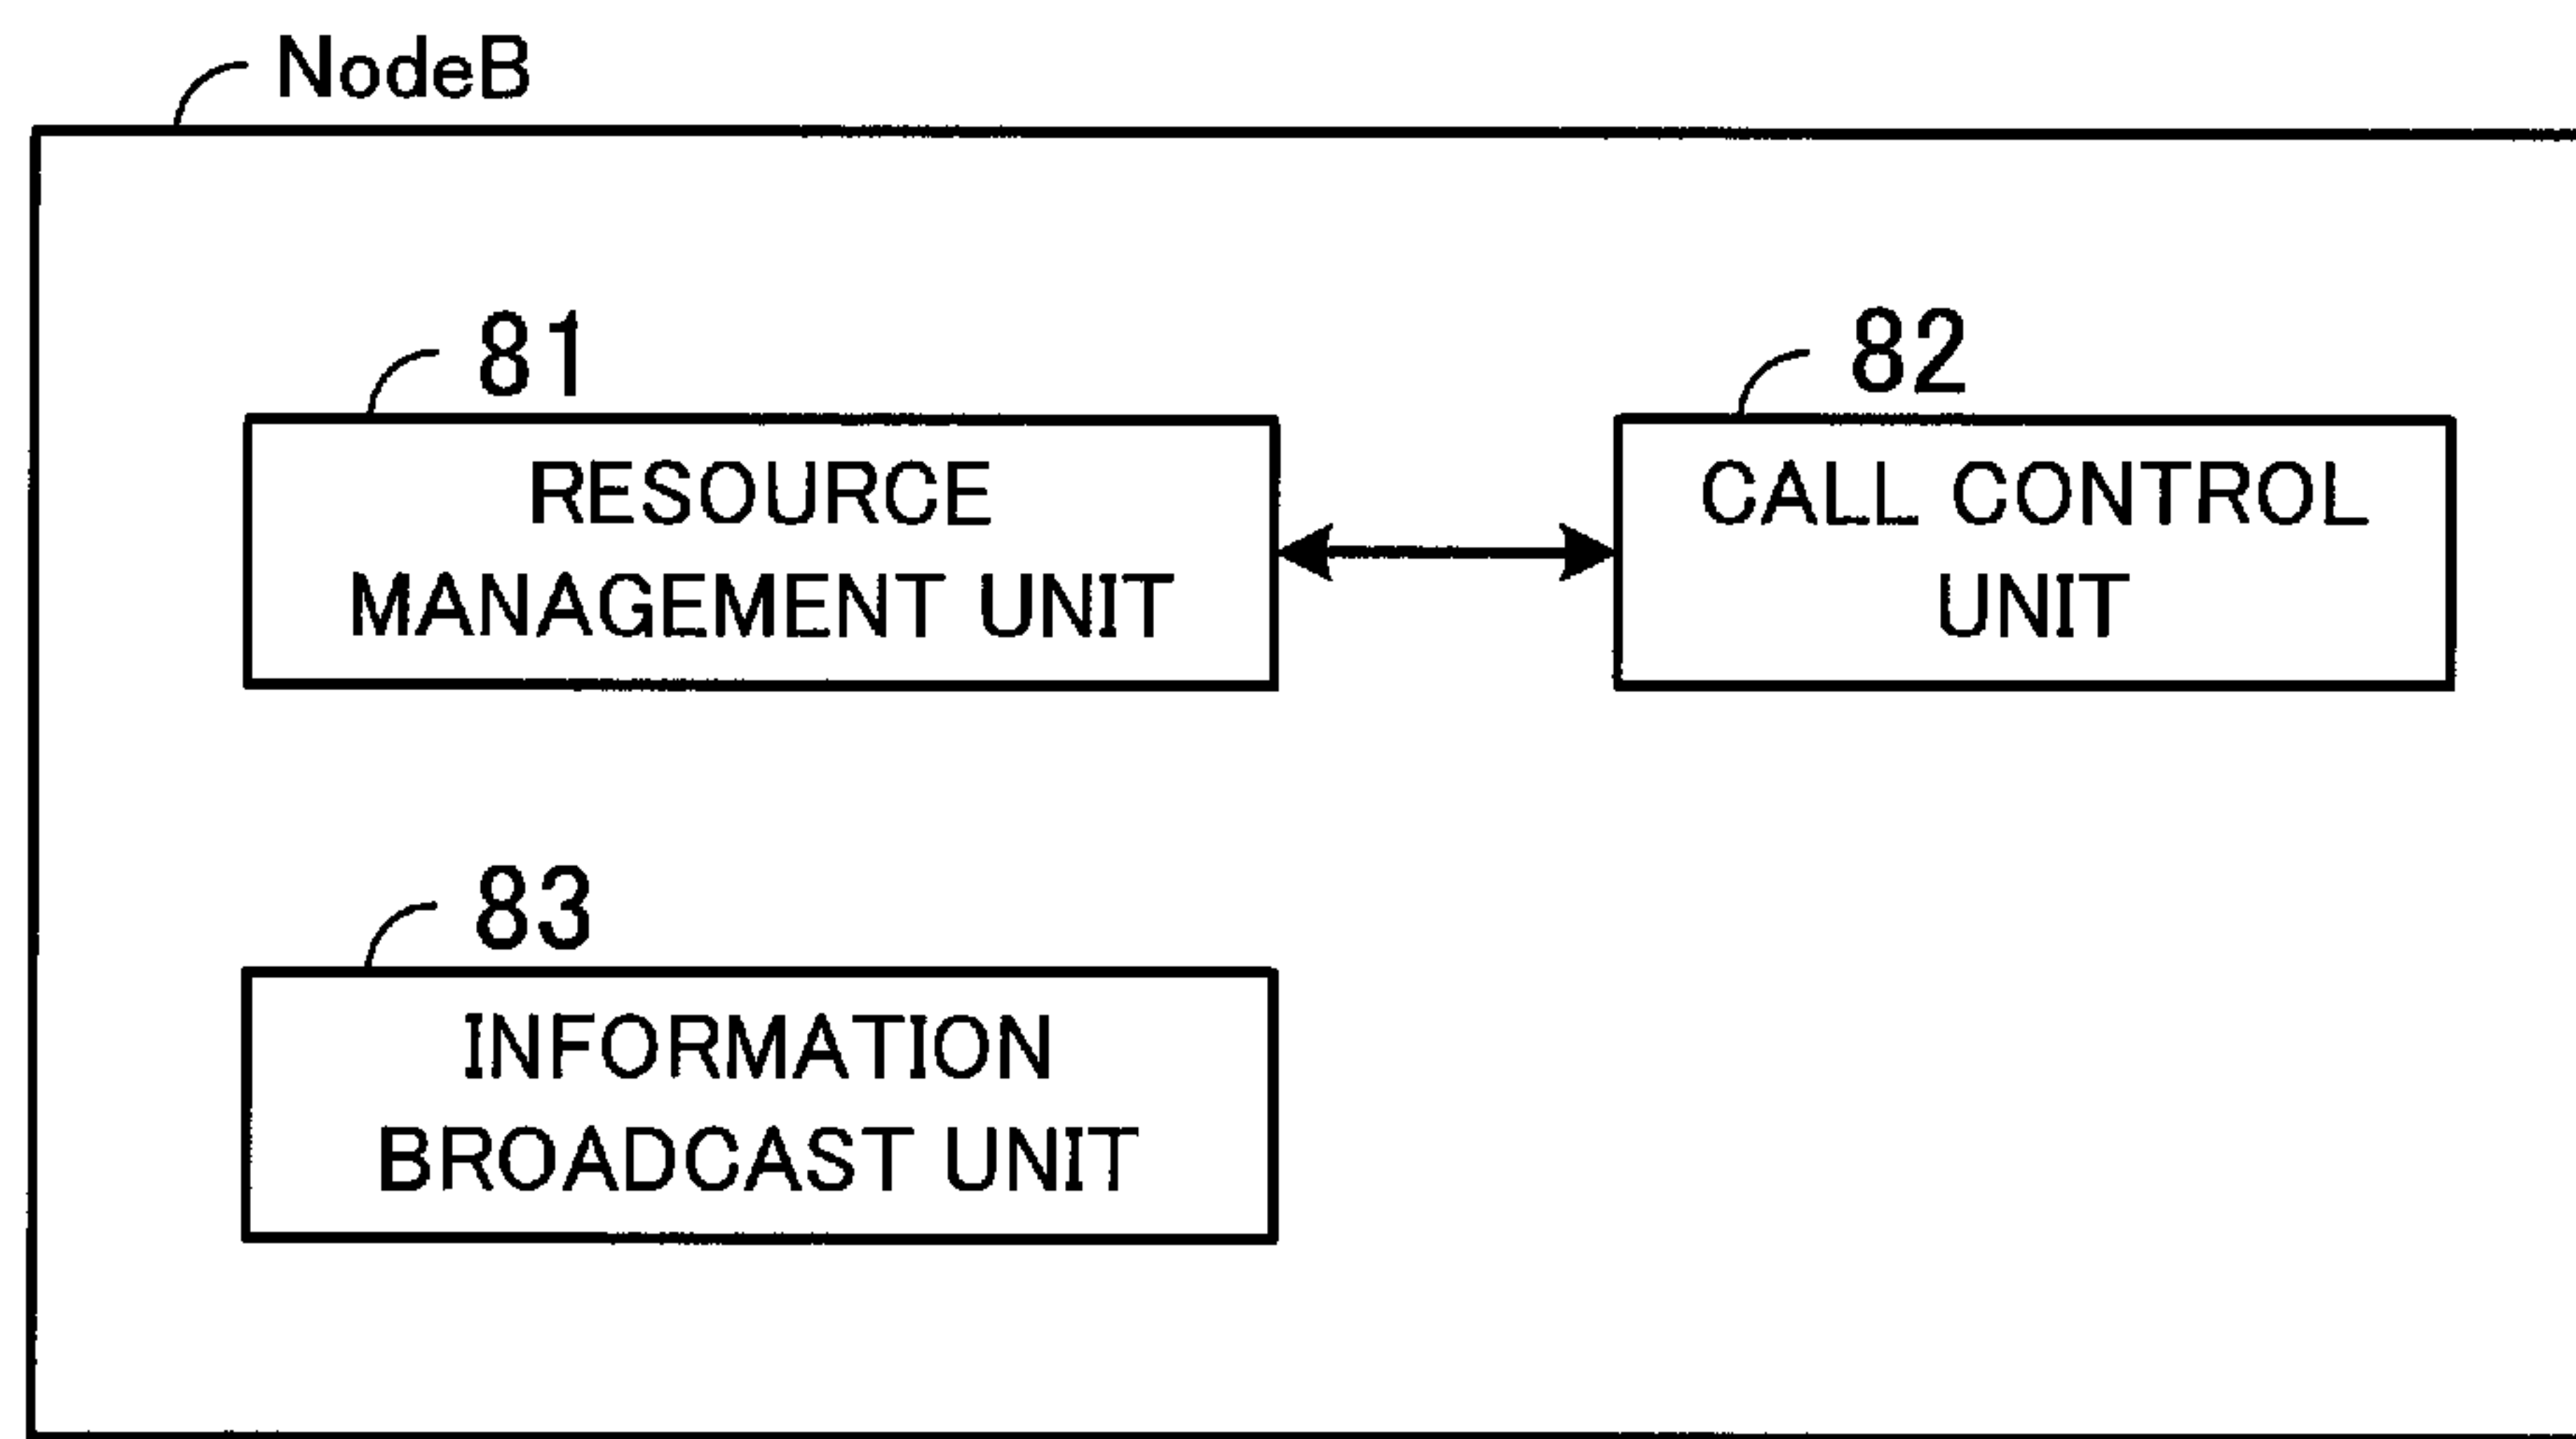 NodeB
81
RESOURCE
MANAGEMENT UNIT
82
CALL CONTROL
UNIT
83
INFORMATION
BROADCAST UNIT